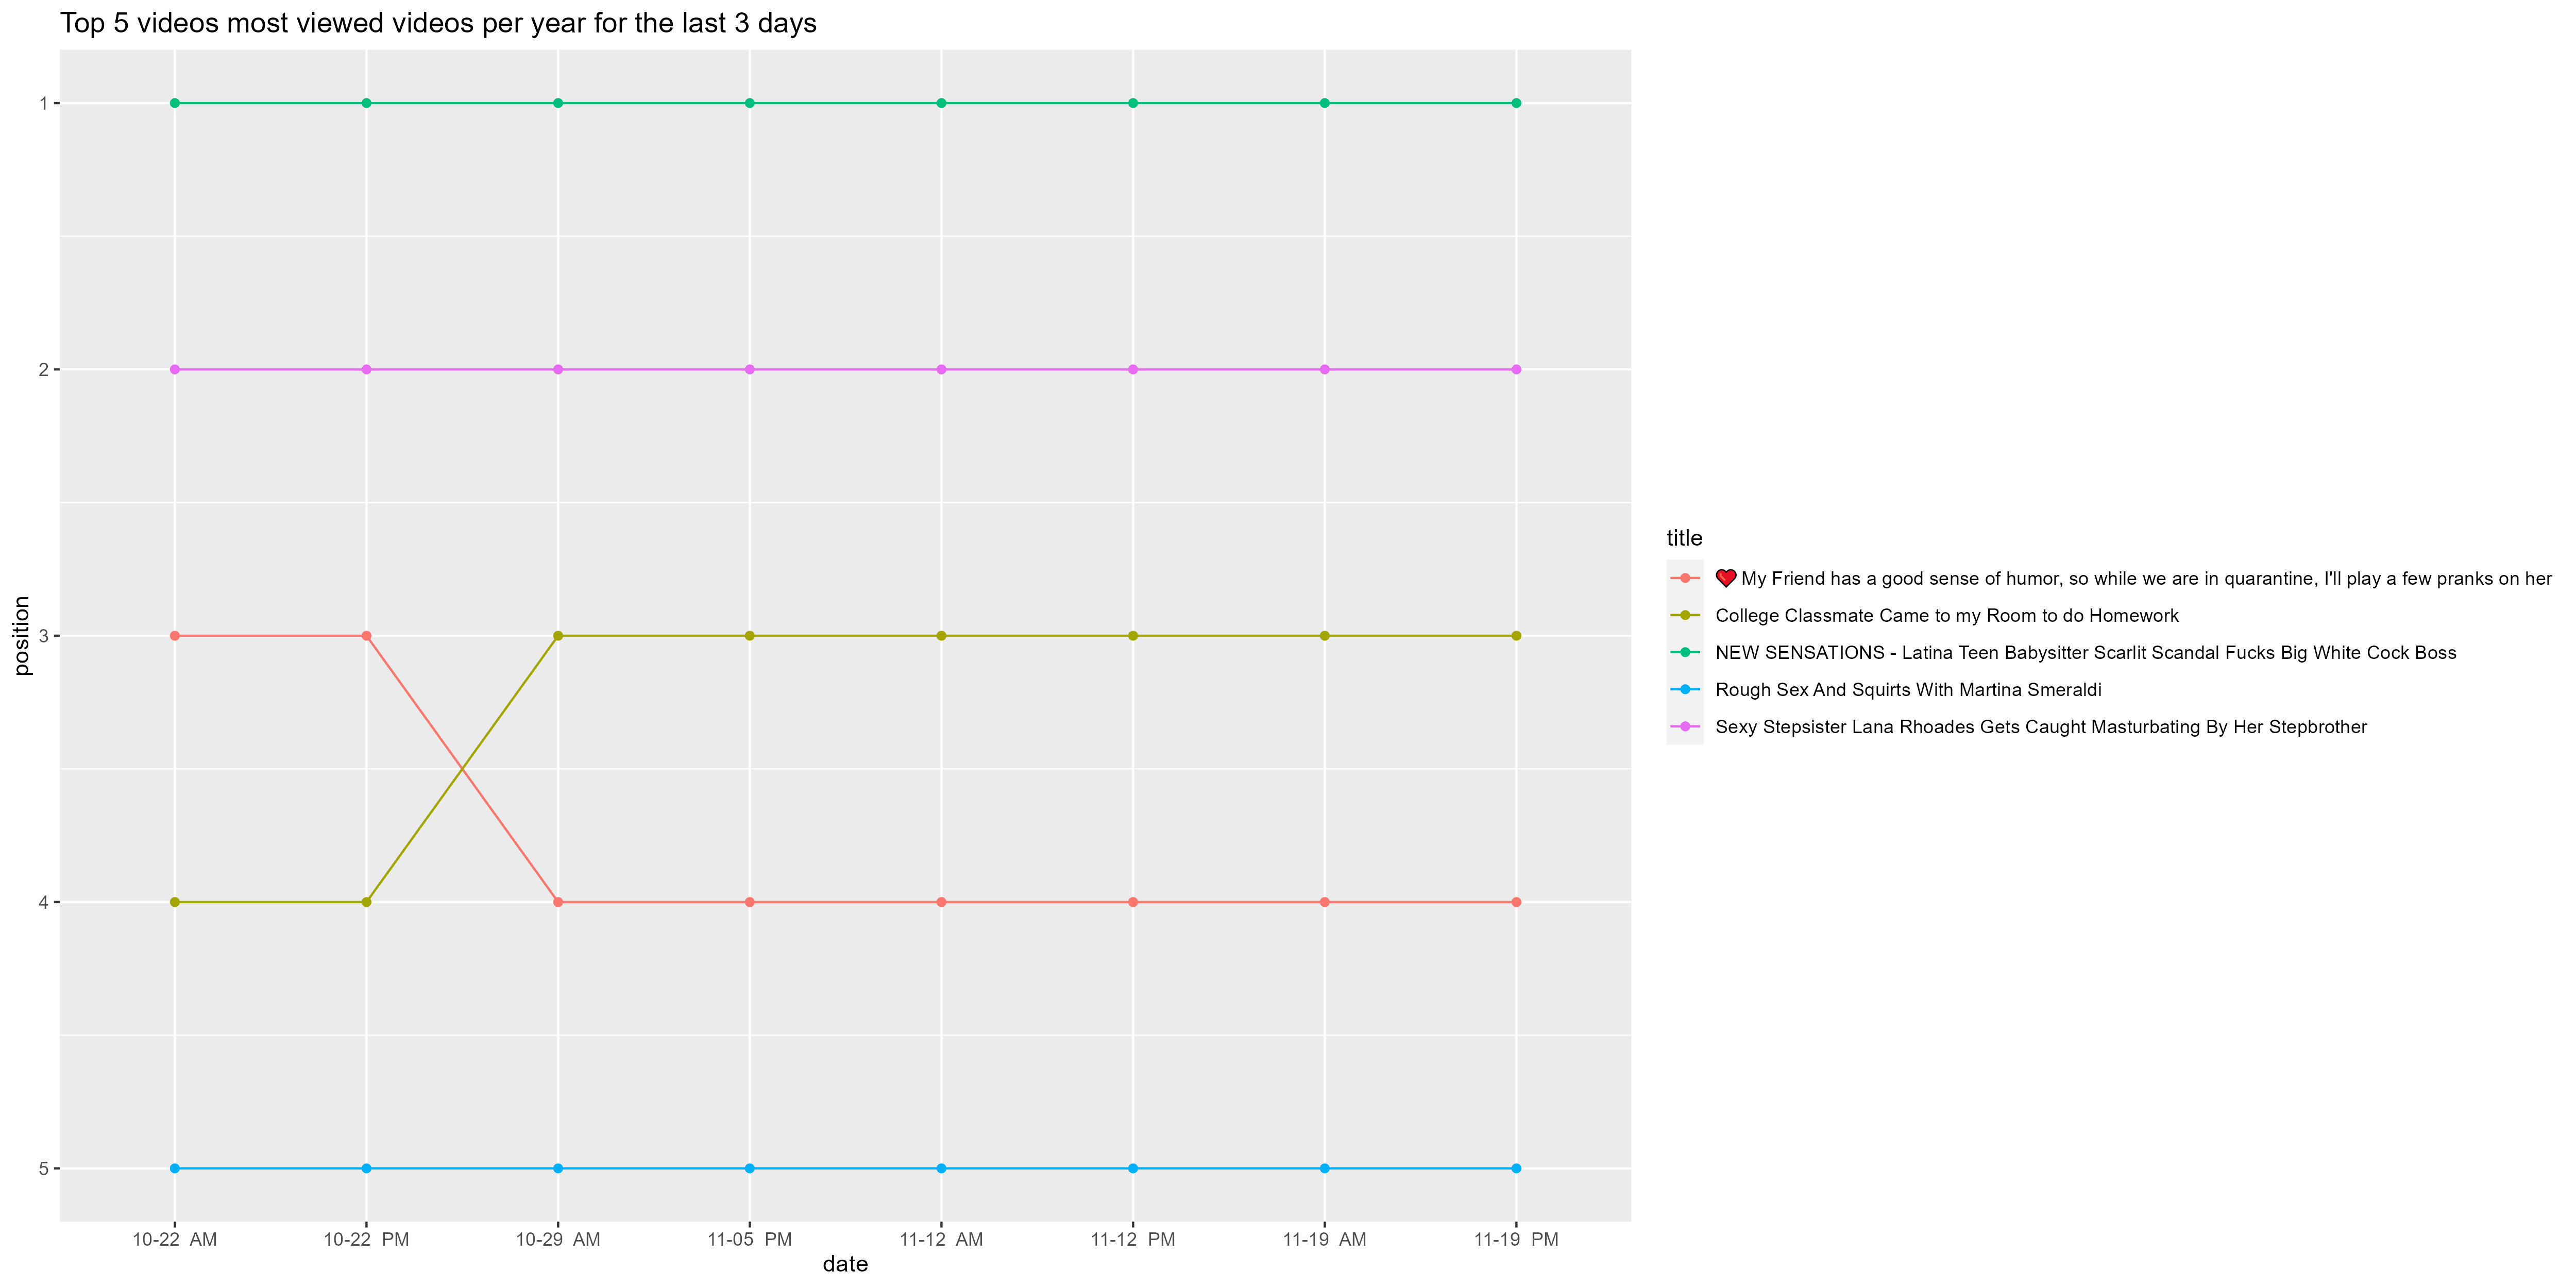 Top 5 videos most viewed videos per year for the last 3 days
1
2
3
4
5
position
10-22 AM
10-22 PM
10-29 AM
11-05 PM
11-12 AM
11-12 PM
11-19 AM
11-19 PM
date
title
❤️ My Friend has a good sense of humor, so while we are in quarantine, I'll play a few pranks on her
College Classmate Came to my Room to do Homework
NEW SENSATIONS - Latina Teen Babysitter Scarlit Scandal Fucks Big White Cock Boss
Rough Sex And Squirts With Martina Smeraldi
Sexy Stepsister Lana Rhoades Gets Caught Masturbating By Her Stepbrother